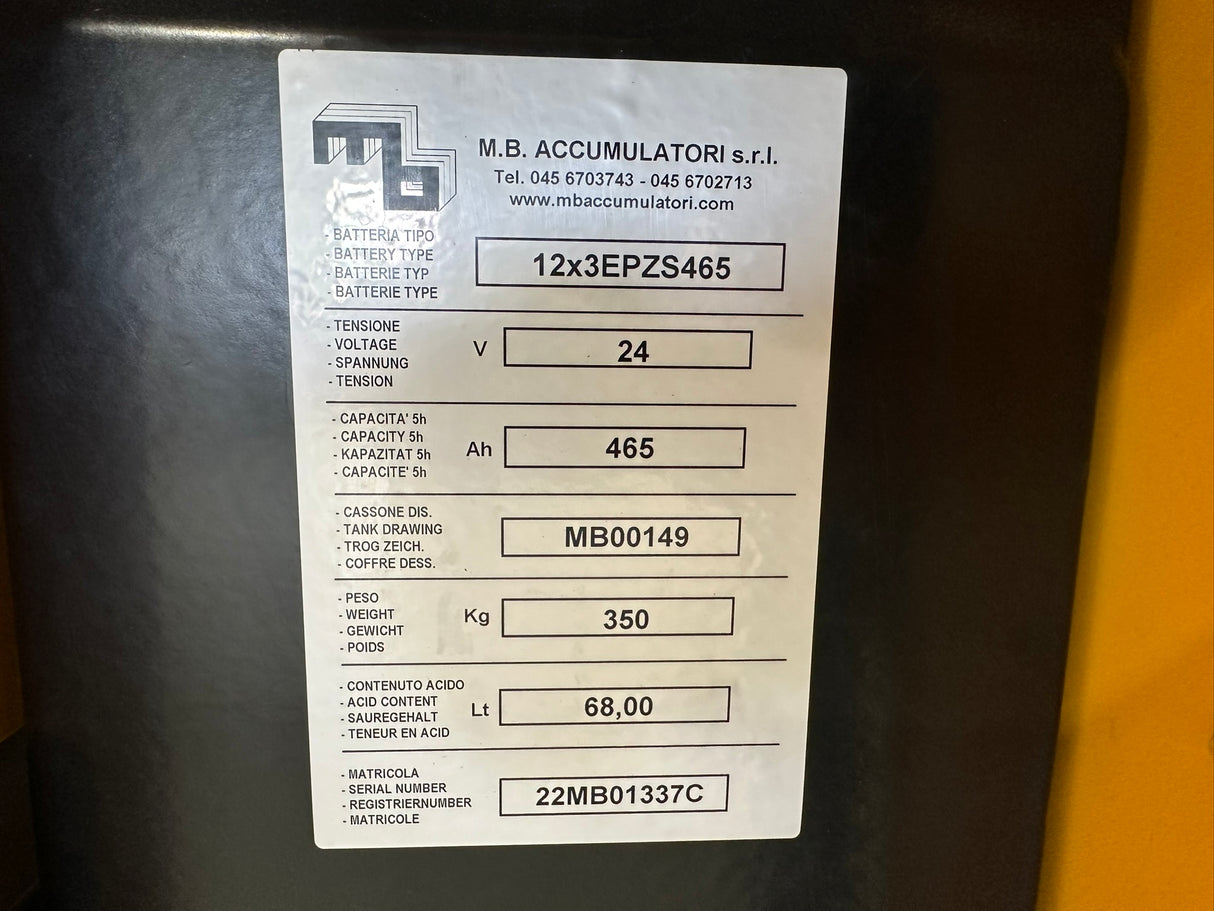 mb
M.B. ACCUMULATORI s.r.l.
Tel. 045 6703743 - 045 6702713
www.mbaccumulatori.com
- BATTERIA TIPO
- BATTERY TYPE
- BATTERIE TYP
- BATTERIE TYPE
12x3EPZS465
- TENSIONE
- VOLTAGE
- SPANNUNG
- TENSION
V 24
- CAPACITA' 5h
- CAPACITY 5h
- KAPAZITAT 5h
- CAPACITE' 5h
Ah 465
- CASSONE DIS.
- TANK DRAWING
- TROG ZEICH.
- COFFRE DESS.
MB00149
- PESO
- WEIGHT
- GEWICHT
- POIDS
Kg 350
- CONTENUTO ACIDO
- ACID CONTENT
- SAUREGEHALT
- TENEUR EN ACID
Lt 68,00
- MATRICOLA
- SERIAL NUMBER
- REGISTRIERNUMBER
- MATRICOLE
22MB01337C